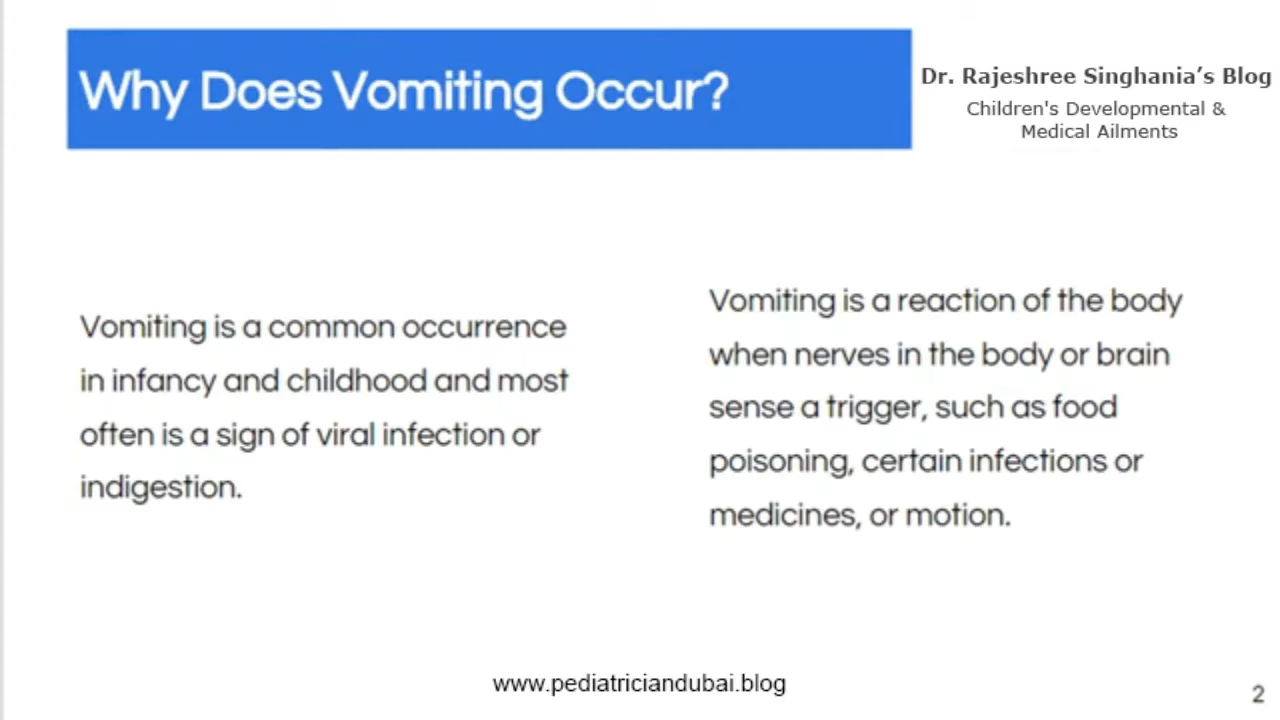 Why Does Vomiting Occur?
Dr. Rajeshree Singhania’s Blog
Children's Developmental &
Medical Ailments
Vomiting is a common occurrence
in infancy and childhood and most
often is a sign of viral infection or
indigestion.
Vomiting is a reaction of the body
when nerves in the body or brain
sense a trigger, such as food
poisoning, certain infections or
medicines, or motion.
www.pediatriciandubai.blog
2